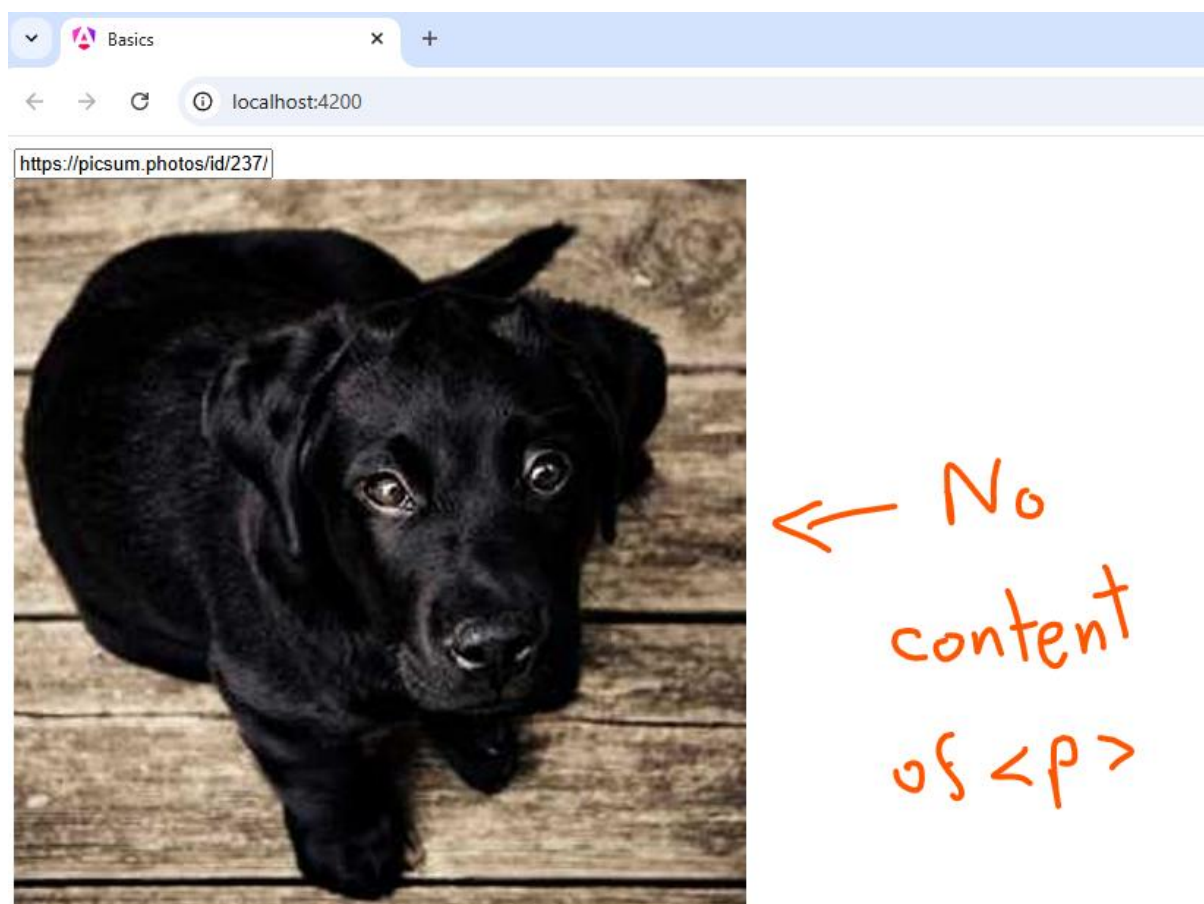 Basics
localhost:4200
https://picsum.photos/id/237/
No
content
of <p>